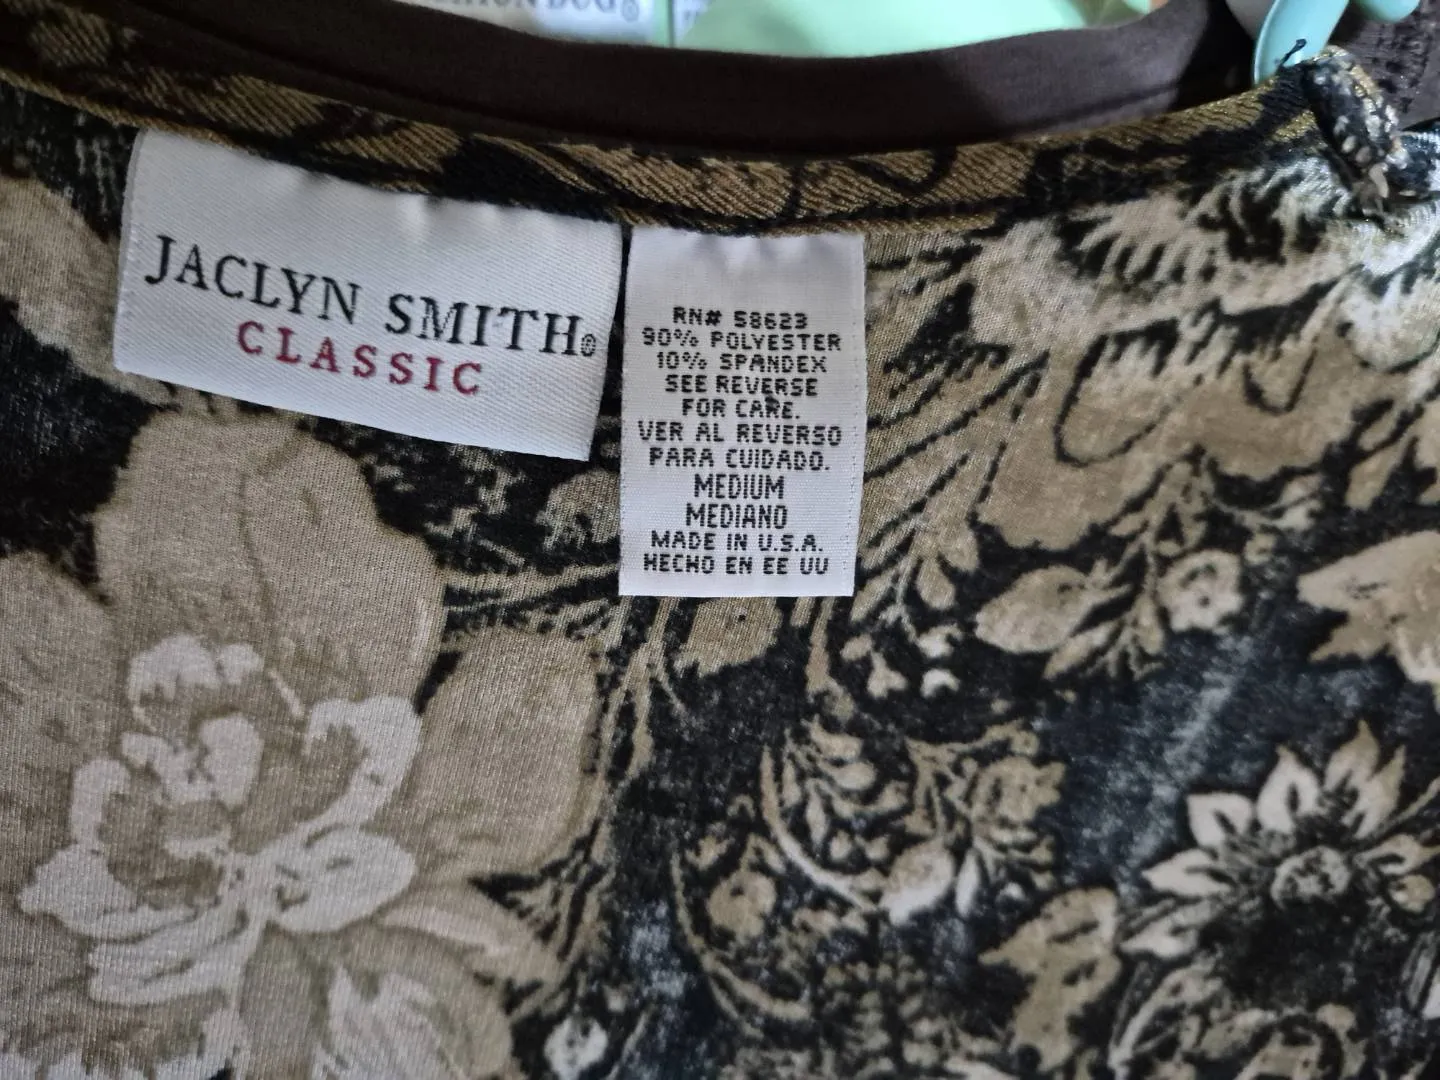 JACLYN SMITH®
CLASSIC
RN# 58623
90% POLYESTER
10% SPANDEX
SEE REVERSE
FOR CARE.
VER AL REVERSO
PARA CUIDADO.
MEDIUM
MEDIANO
MADE IN U.S.A.
HECHO EN EE UU